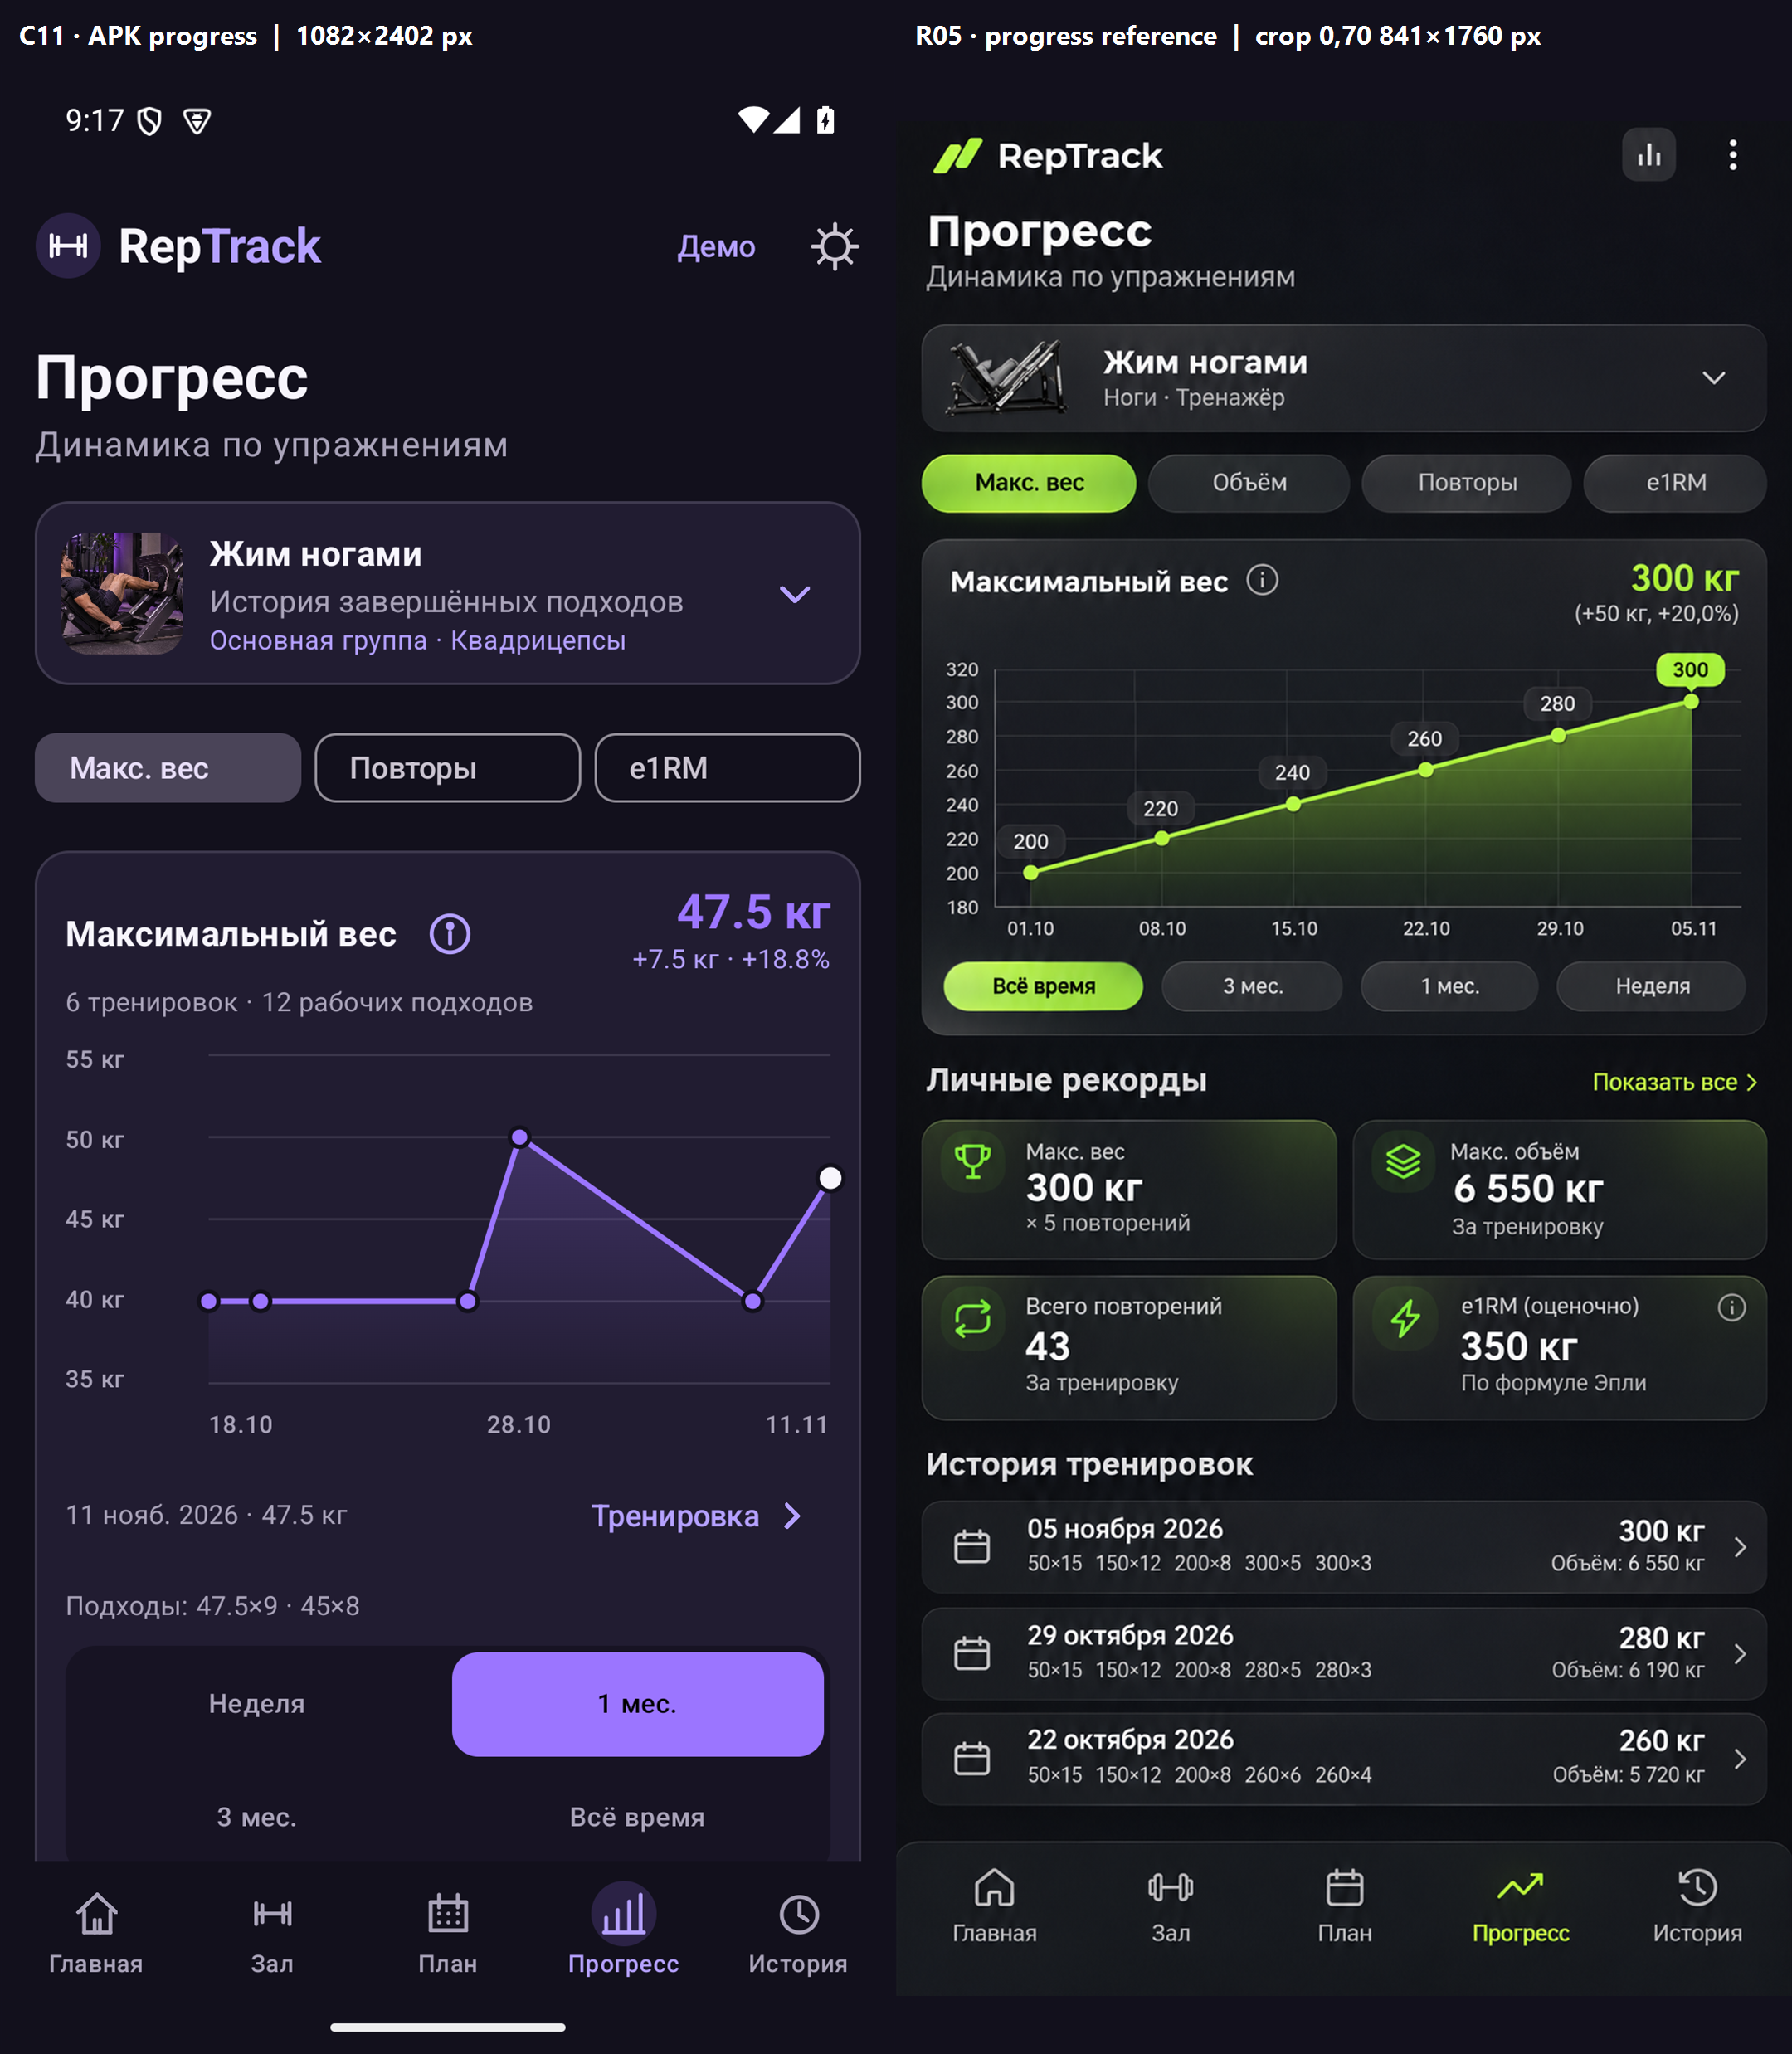 C11 · APK progress | 1082×2402 px
9:17
RepTrack
Демо
Прогресс
Динамика по упражнениям
Жим ногами
История завершённых подходов
Основная группа · Квадрицепсы
Макс. вес
Повторы
e1RM
Максимальный вес
47.5 кг
+7.5 кг · +18.8%
6 тренировок · 12 рабочих подходов
55 кг
50 кг
45 кг
40 кг
35 кг
18.10
28.10
11.11
11 нояб. 2026 · 47.5 кг
Тренировка
Подходы: 47.5×9 · 45×8
Неделя
1 мес.
3 мес.
Всё время
Главная
Зал
План
Прогресс
История
R05 · progress reference | crop 0,70 841×1760 px
RepTrack
Прогресс
Динамика по упражнениям
Жим ногами
Ноги · Тренажёр
Макс. вес
Объём
Повторы
e1RM
Максимальный вес
300 кг
(+50 кг, +20,0%)
320
300
280
260
240
220
200
180
200
220
240
260
280
300
01.10
08.10
15.10
22.10
29.10
05.11
Всё время
3 мес.
1 мес.
Неделя
Личные рекорды
Показать все
Макс. вес
300 кг
× 5 повторений
Макс. объём
6 550 кг
За тренировку
Всего повторений
43
За тренировку
e1RM (оценочно)
350 кг
По формуле Эпли
История тренировок
05 ноября 2026
50×15 150×12 200×8 300×5 300×3
300 кг
Объём: 6 550 кг
29 октября 2026
50×15 150×12 200×8 280×5 280×3
280 кг
Объём: 6 190 кг
22 октября 2026
50×15 150×12 200×8 260×6 260×4
260 кг
Объём: 5 720 кг
Главная
Зал
План
Прогресс
История